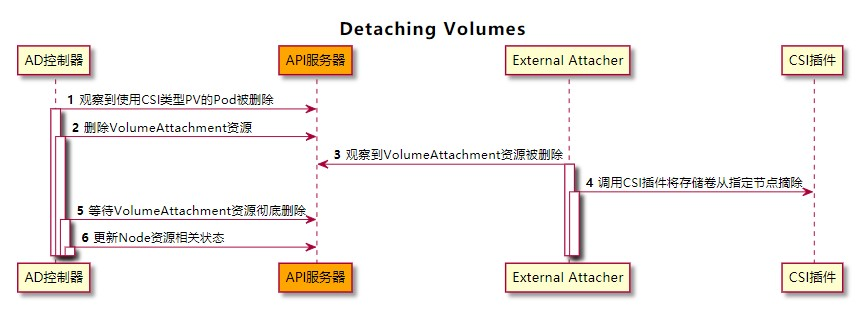 Detaching Volumes
AD控制器 API服务器 External Attacher CSI插件
1 观察到使用CSI类型PV的Pod被删除
2 删除VolumeAttachment资源
3 观察到VolumeAttachment资源被删除
4 调用CSI插件将存储卷从指定节点摘除
5 等待VolumeAttachment资源彻底删除
6 更新Node资源相关状态
AD控制器 API服务器 External Attacher CSI插件